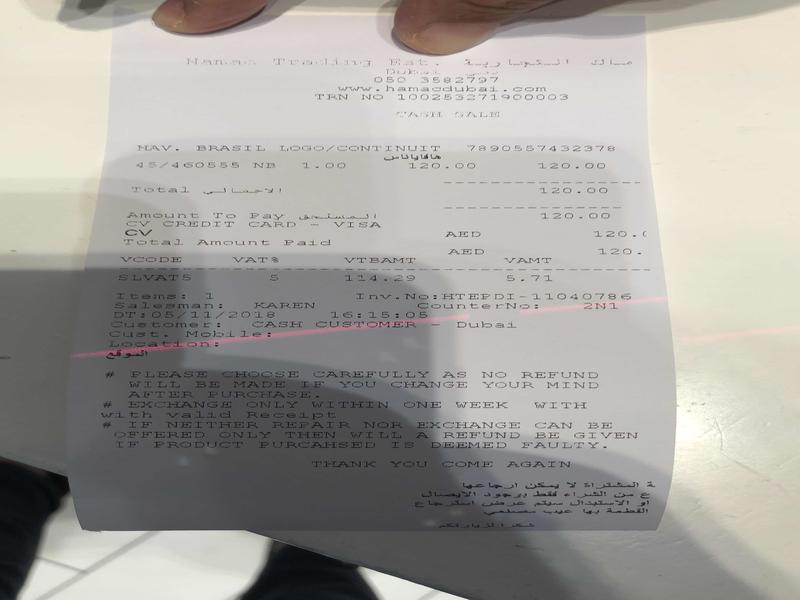 Hamac Trading Est. ماك التجارية
Dubai دبي
050 3582797
www.hamacdubai.com
TRN NO 100253271900003
CASH SALE
MAV. BRASIL LOGO/CONTINUIT 7890557432378
هافاياناس
45/460555 NB 1.00 120.00 120.00
Total الاجمالي 120.00
Amount To Pay المستحق 120.00
CV CREDIT CARD - VISA
CV AED 120.(
Total Amount Paid AED 120.
VCODE VAT% VTBAMT VAMT
SLVAT5 5 114.29 5.71
Items: 1 Inv.No:HTEPDI-11040786
Salesman: KAREN CounterNo: 2N1
DT:05/11/2018 16:15:05
Customer: CASH CUSTOMER - Dubai
Cust. Mobile:
Location:
الموقع
# PLEASE CHOOSE CAREFULLY AS NO REFUND
WILL BE MADE IF YOU CHANGE YOUR MIND
AFTER PURCHASE.
# EXCHANGE ONLY WITHIN ONE WEEK WITH
with valid Receipt
# IF NEITHER REPAIR NOR EXCHANGE CAN BE
OFFERED ONLY THEN WILL A REFUND BE GIVEN
IF PRODUCT PURCAHSED IS DEEMED FAULTY.
THANK YOU COME AGAIN
ة المشتراة لا يمكن ارجاعها
ع من الشراء فقط بوجود الايصال
او الاستبدال سيتم عرض استرجاع
القطعة بها عيب مصنعي
شكرا لزيارتكم